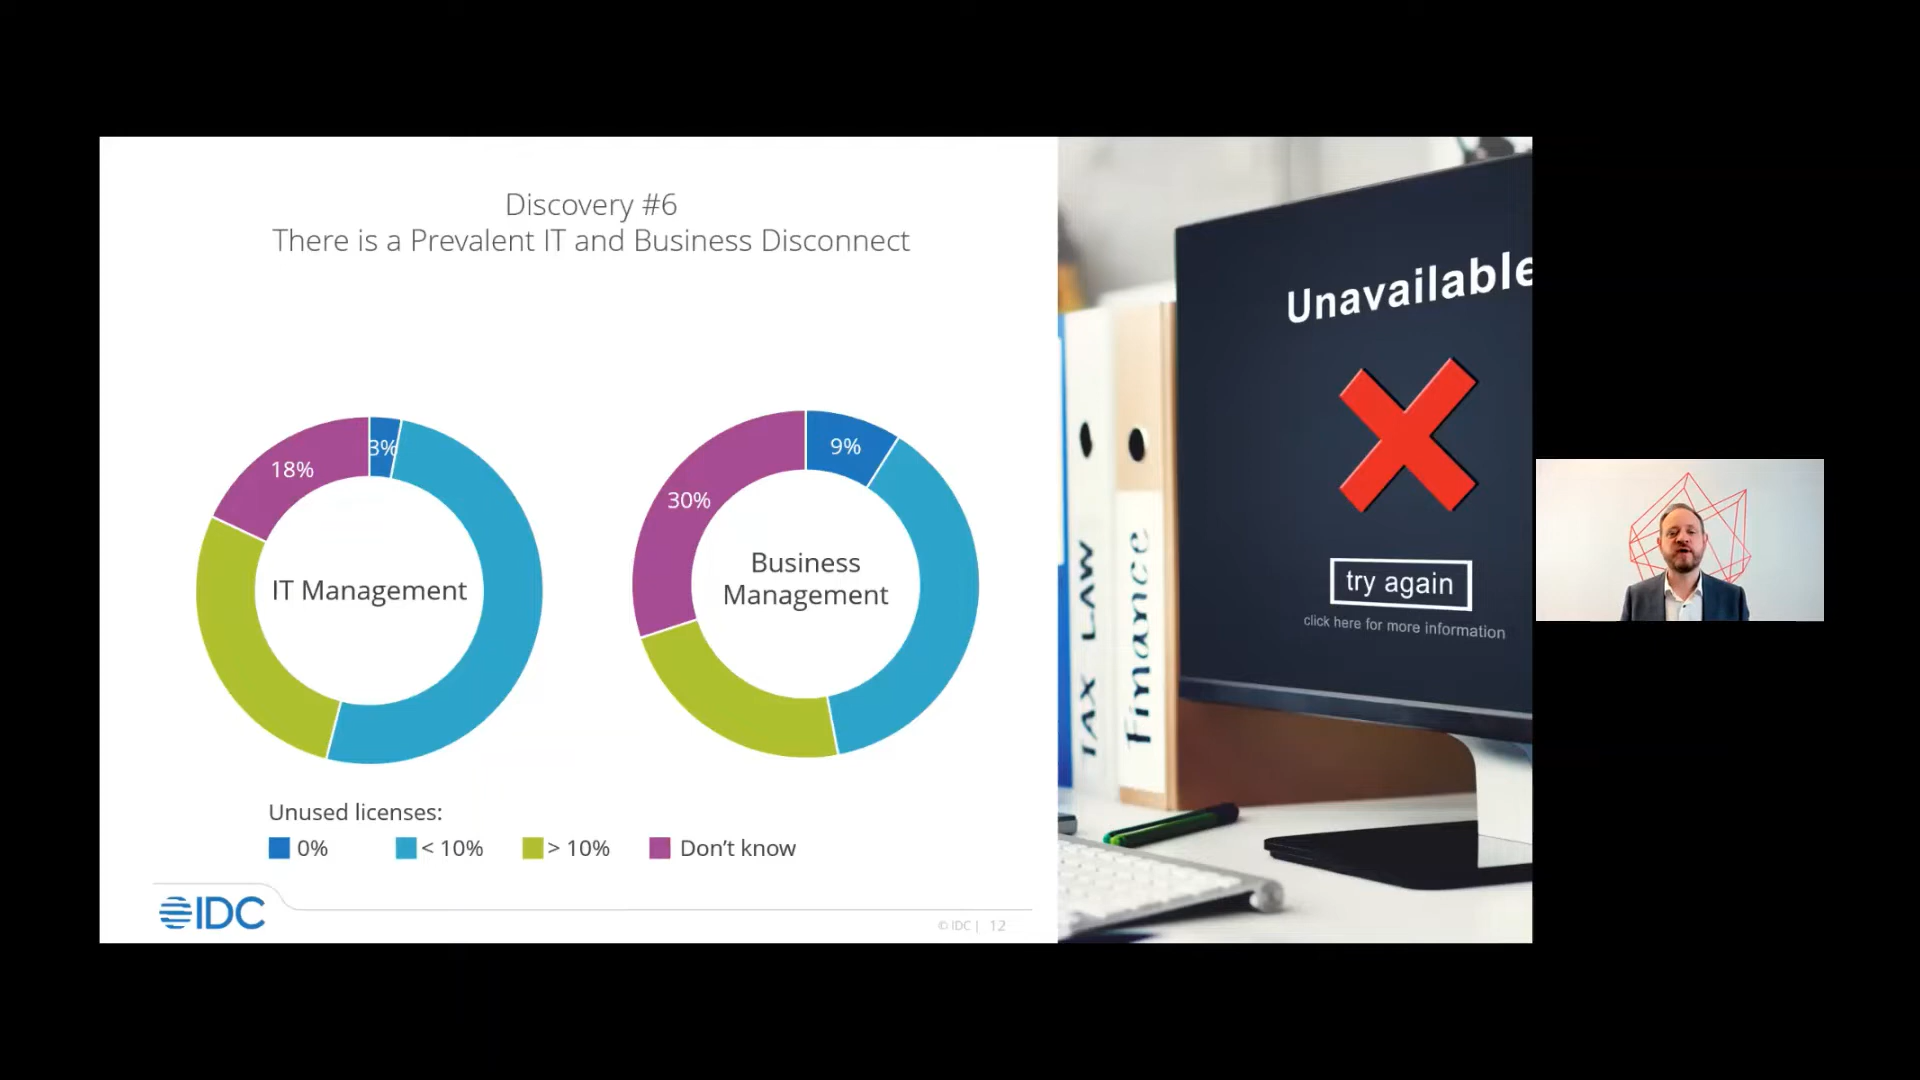 Discovery #6
There is a Prevalent IT and Business Disconnect
3%
18%
IT Management
9%
30%
Business
Management
Unused licenses:
0%
< 10%
> 10%
Don't know
IDC
© IDC | 12
Unavailable
try again
click here for more information
TAX LAW
Finance